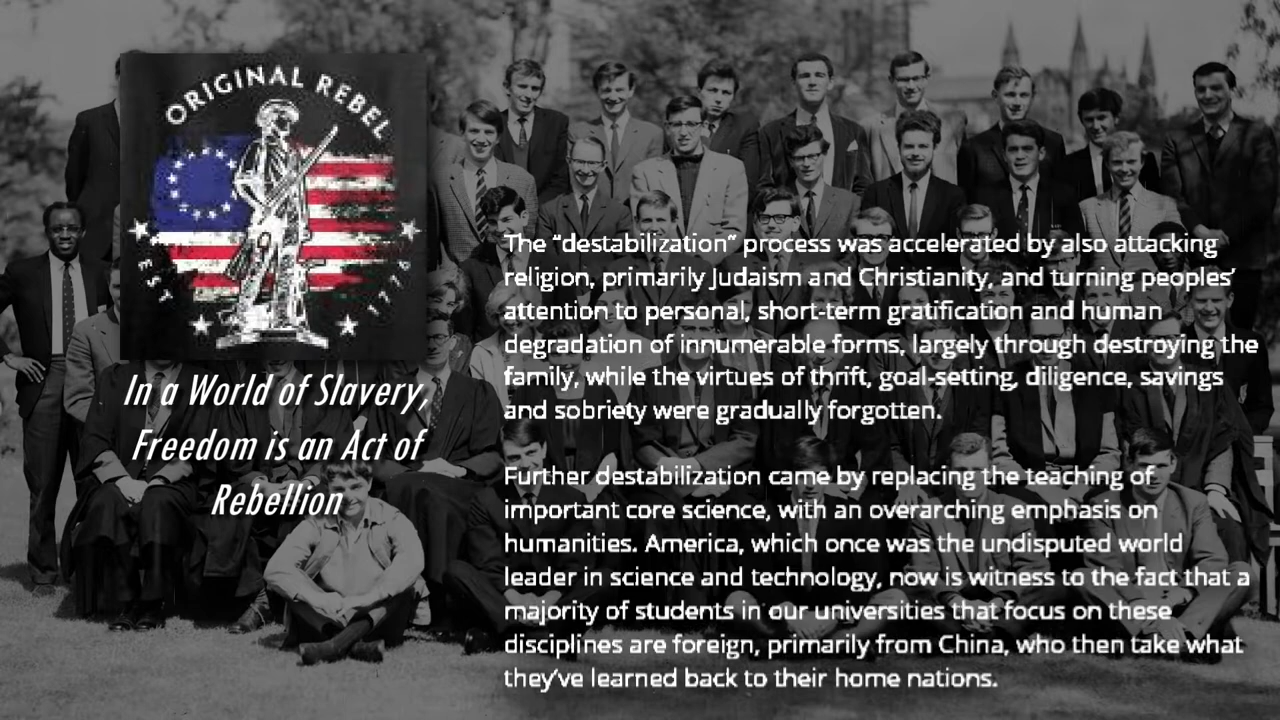 ORIGINAL REBEL
EST
In a World of Slavery,
Freedom is an Act of
Rebellion
The “destabilization” process was accelerated by also attacking
religion, primarily Judaism and Christianity, and turning peoples’
attention to personal, short-term gratification and human
degradation of innumerable forms, largely through destroying the
family, while the virtues of thrift, goal-setting, diligence, savings
and sobriety were gradually forgotten.
Further destabilization came by replacing the teaching of
important core science, with an overarching emphasis on
humanities. America, which once was the undisputed world
leader in science and technology, now is witness to the fact that a
majority of students in our universities that focus on these
disciplines are foreign, primarily from China, who then take what
they’ve learned back to their home nations.